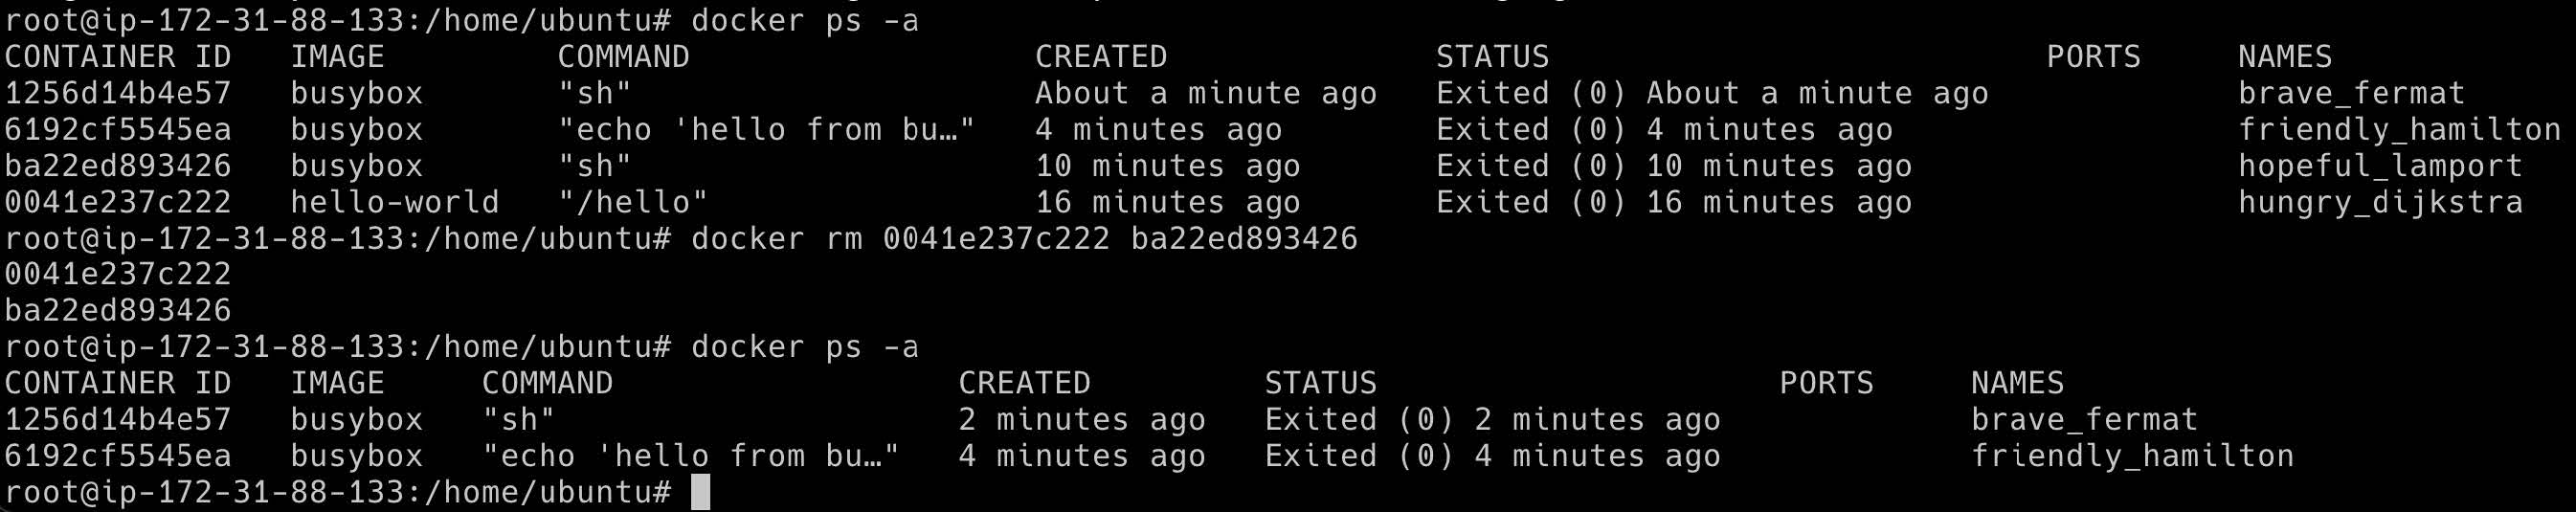 root@ip-172-31-88-133:/home/ubuntu# docker ps -a
CONTAINER ID   IMAGE         COMMAND                  CREATED              STATUS                          PORTS     NAMES
1256d14b4e57   busybox       "sh"                     About a minute ago   Exited (0) About a minute ago             brave_fermat
6192cf5545ea   busybox       "echo 'hello from bu…"   4 minutes ago        Exited (0) 4 minutes ago                  friendly_hamilton
ba22ed893426   busybox       "sh"                     10 minutes ago       Exited (0) 10 minutes ago                 hopeful_lamport
0041e237c222   hello-world   "/hello"                 16 minutes ago       Exited (0) 16 minutes ago                 hungry_dijkstra
root@ip-172-31-88-133:/home/ubuntu# docker rm 0041e237c222 ba22ed893426
0041e237c222
ba22ed893426
root@ip-172-31-88-133:/home/ubuntu# docker ps -a
CONTAINER ID   IMAGE     COMMAND                  CREATED         STATUS                     PORTS     NAMES
1256d14b4e57   busybox   "sh"                     2 minutes ago   Exited (0) 2 minutes ago             brave_fermat
6192cf5545ea   busybox   "echo 'hello from bu…"   4 minutes ago   Exited (0) 4 minutes ago             friendly_hamilton
root@ip-172-31-88-133:/home/ubuntu#